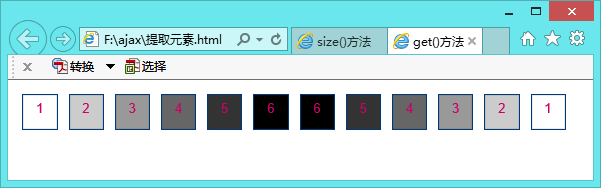 F:\ajax\提取元素.html
size()方法
get()方法
x 转换 选择
1 2 3 4 5 6 6 5 4 3 2 1